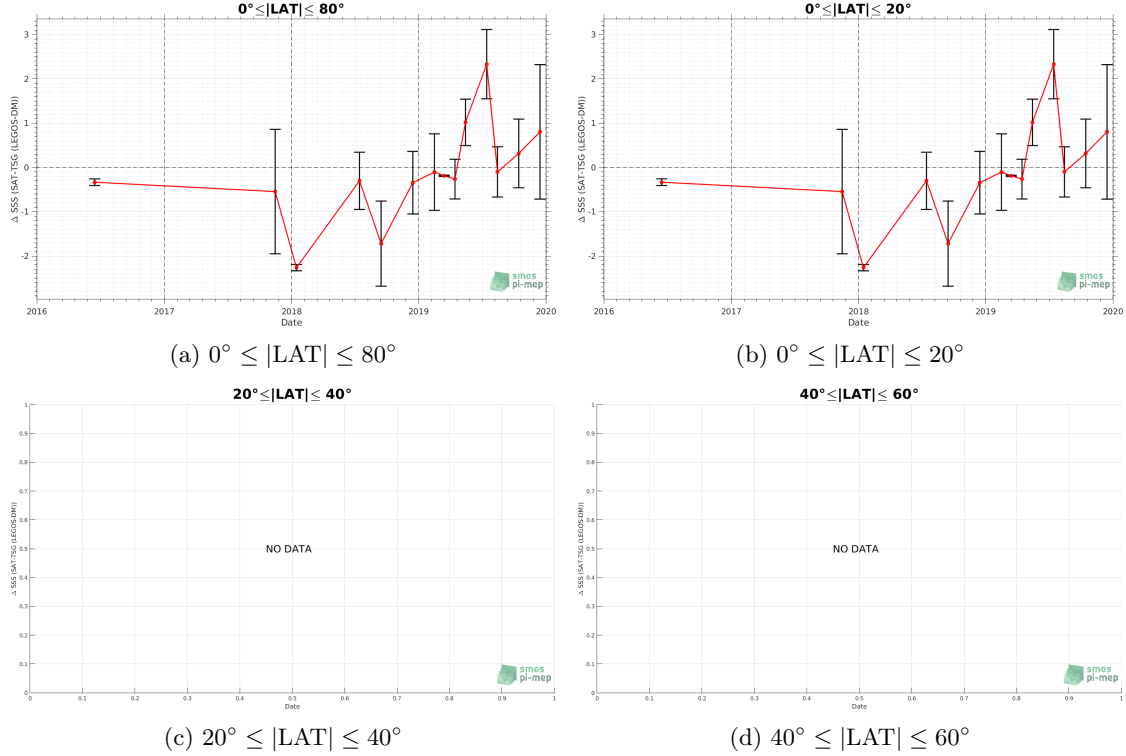 0°≤|LAT|≤ 80°
Δ SSS (SAT-TSG (LEGOS-DM))
3
2
1
0
-1
-2
2016 2017 2018 2019 2020
Date
smos
pi-mep
(a) 0° ≤ |LAT| ≤ 80°
0°≤|LAT|≤ 20°
Δ SSS (SAT-TSG (LEGOS-DM))
3
2
1
0
-1
-2
2016 2017 2018 2019 2020
Date
smos
pi-mep
(b) 0° ≤ |LAT| ≤ 20°
20°≤|LAT|≤ 40°
Δ SSS (SAT-TSG (LEGOS-DM))
1
0.9
0.8
0.7
0.6
0.5
0.4
0.3
0.2
0.1
0
NO DATA
0 0.1 0.2 0.3 0.4 0.5 0.6 0.7 0.8 0.9 1
Date
smos
pi-mep
(c) 20° ≤ |LAT| ≤ 40°
40°≤|LAT|≤ 60°
Δ SSS (SAT-TSG (LEGOS-DM))
1
0.9
0.8
0.7
0.6
0.5
0.4
0.3
0.2
0.1
0
NO DATA
0 0.1 0.2 0.3 0.4 0.5 0.6 0.7 0.8 0.9 1
Date
smos
pi-mep
(d) 40° ≤ |LAT| ≤ 60°